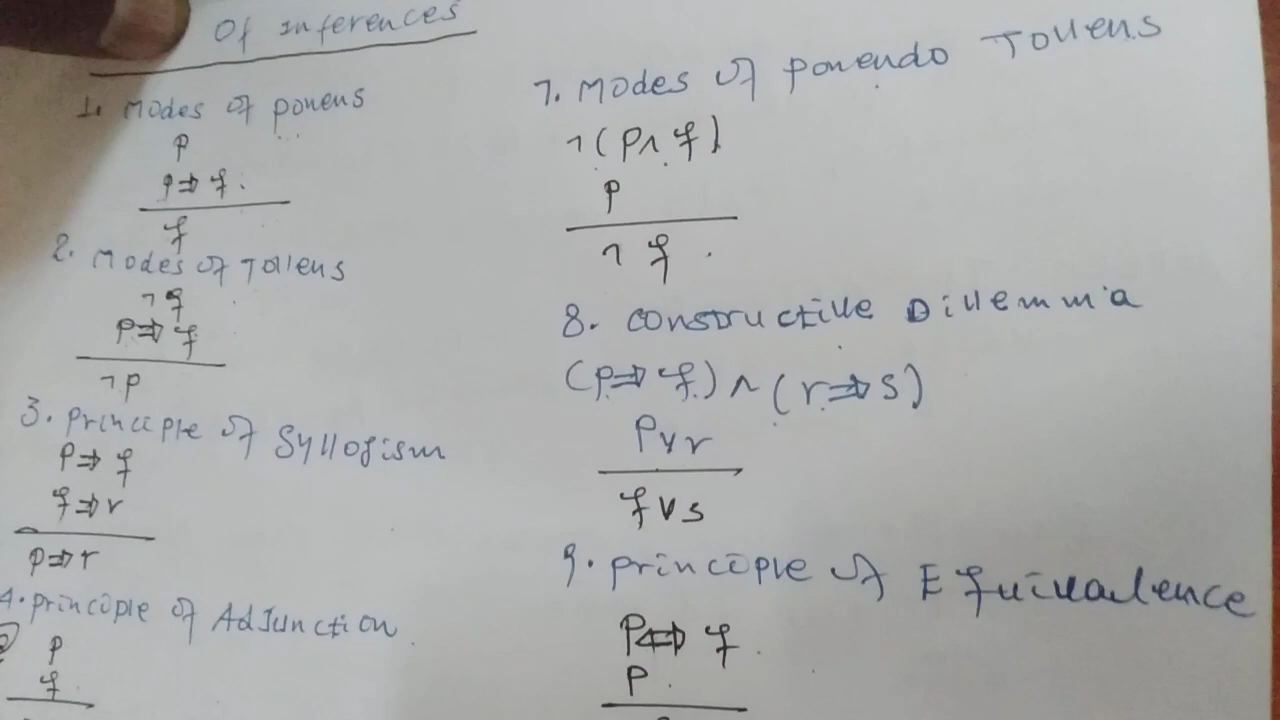 Of Inferences
1. Modes of ponens
p
p⇒q.
q
2. Modes of Tollens
¬q
p⇒q
¬p
3. principle of Syllogism
p⇒q
q⇒r
p⇒r
4. principle of AdJunction
p
q
7. Modes of ponendo Tollens
¬(p∧q)
p
¬q.
8. constructive Dillemma
(p⇒q)∧(r⇒s)
p∨r
q∨s
9. principle of Equivalence
p⇔q.
p.